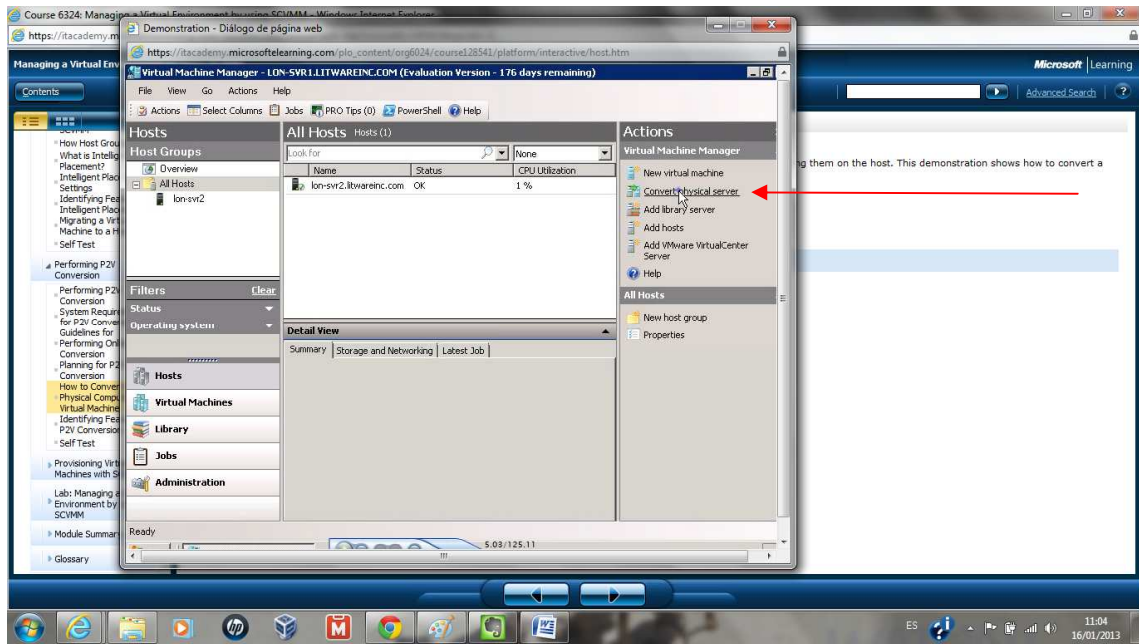 Course 6324: Managing a Virtual Environment by using SCVMM - Windows Internet Explorer
https://itacademy.m
Managing a Virtual Env
Microsoft | Learning
Contents
Advanced Search
?
SCVMM
How Host Grou
What is Intellig
Placement?
Intelligent Plac
Settings
Identifying Fea
Intelligent Plac
Migrating a Virt
Machine to a H
Self Test
Performing P2V
Conversion
Performing P2V
Conversion
System Require
for P2V Conver
Guidelines for
Performing Onl
Conversion
Planning for P2
Conversion
How to Conver
Physical Compu
Virtual Machine
Identifying Fea
P2V Conversion
Self Test
Provisioning Virt
Machines with S
Lab: Managing a
Environment by
SCVMM
Module Summar
Glossary
ng them on the host. This demonstration shows how to convert a
Demonstration - Diálogo de página web
https://itacademy.microsoftelearning.com/plo_content/org6024/course128541/platform/interactive/host.htm
Virtual Machine Manager - LON-SVR1.LITWAREINC.COM (Evaluation Version - 176 days remaining)
File View Go Actions Help
Actions Select Columns Jobs PRO Tips (0) PowerShell Help
Hosts
Host Groups
Overview
All Hosts
lon-svr2
Filters Clear
Status
Operating system
Hosts
Virtual Machines
Library
Jobs
Administration
All Hosts Hosts (1)
Look for None
Name Status CPU Utilization
lon-svr2.litwareinc.com OK 1 %
Detail View
Summary Storage and Networking Latest Job
Actions
Virtual Machine Manager
New virtual machine
Convert physical server
Add library server
Add hosts
Add VMware VirtualCenter
Server
Help
All Hosts
New host group
Properties
Ready
5.03/125.11
ES
11:04
16/01/2013